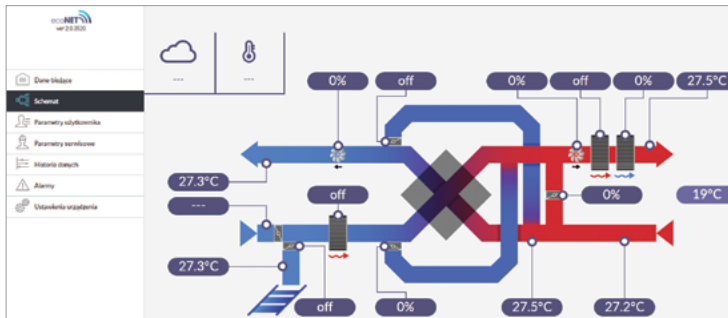 ecoNET
ver 2.0.2520
Dane bieżące
Schemat
Parametry użytkownika
Parametry serwisowe
Historia danych
Alarmy
Ustawienia urządzenia
---
---
0%
off
0%
off
0%
27.5°C
27.3°C
---
off
0%
19°C
27.3°C
off
0%
27.5°C
27.2°C